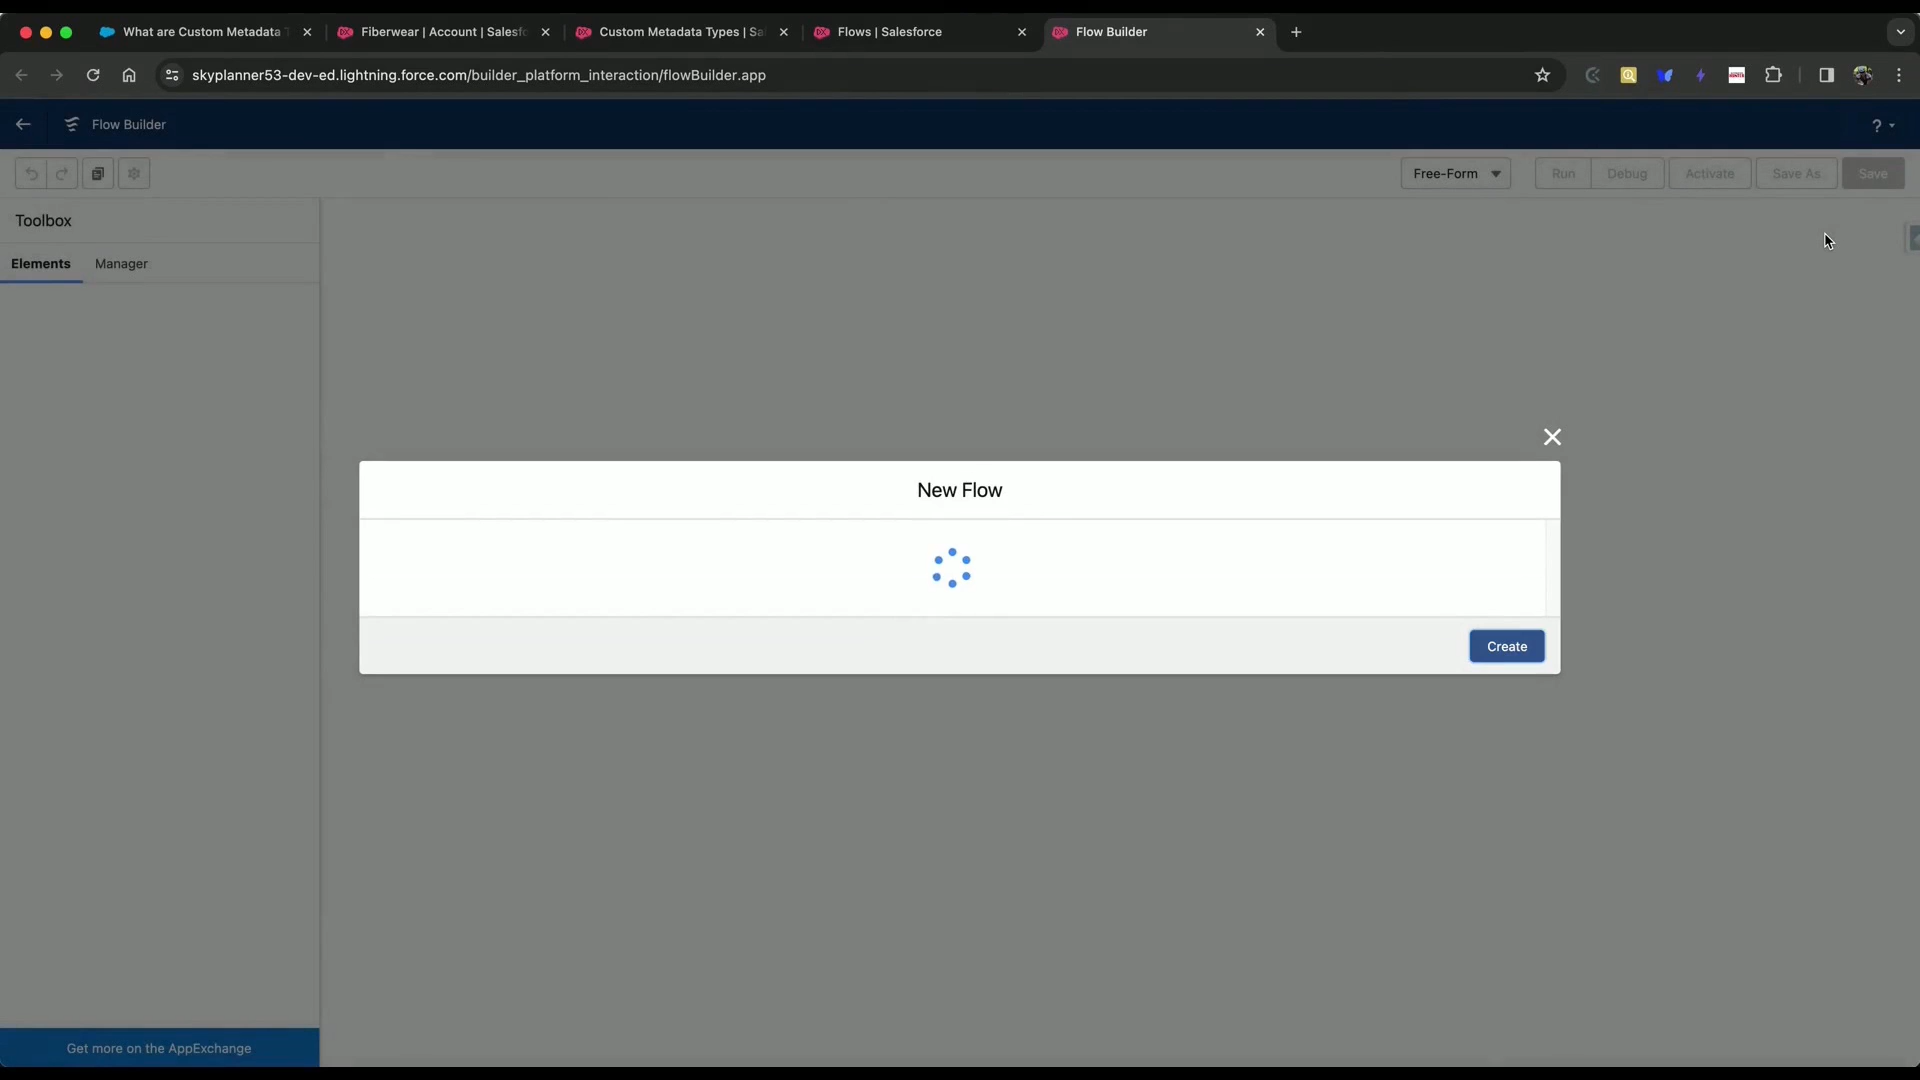 What are Custom Metadata
Fiberwear | Account | Salesf
Custom Metadata Types | Sa
Flows | Salesforce
Flow Builder
skyplanner53-dev-ed.lightning.force.com/builder_platform_interaction/flowBuilder.app
Flow Builder
?
Free-Form
Run
Debug
Activate
Save As
Save
Toolbox
Elements
Manager
New Flow
Create
Get more on the AppExchange